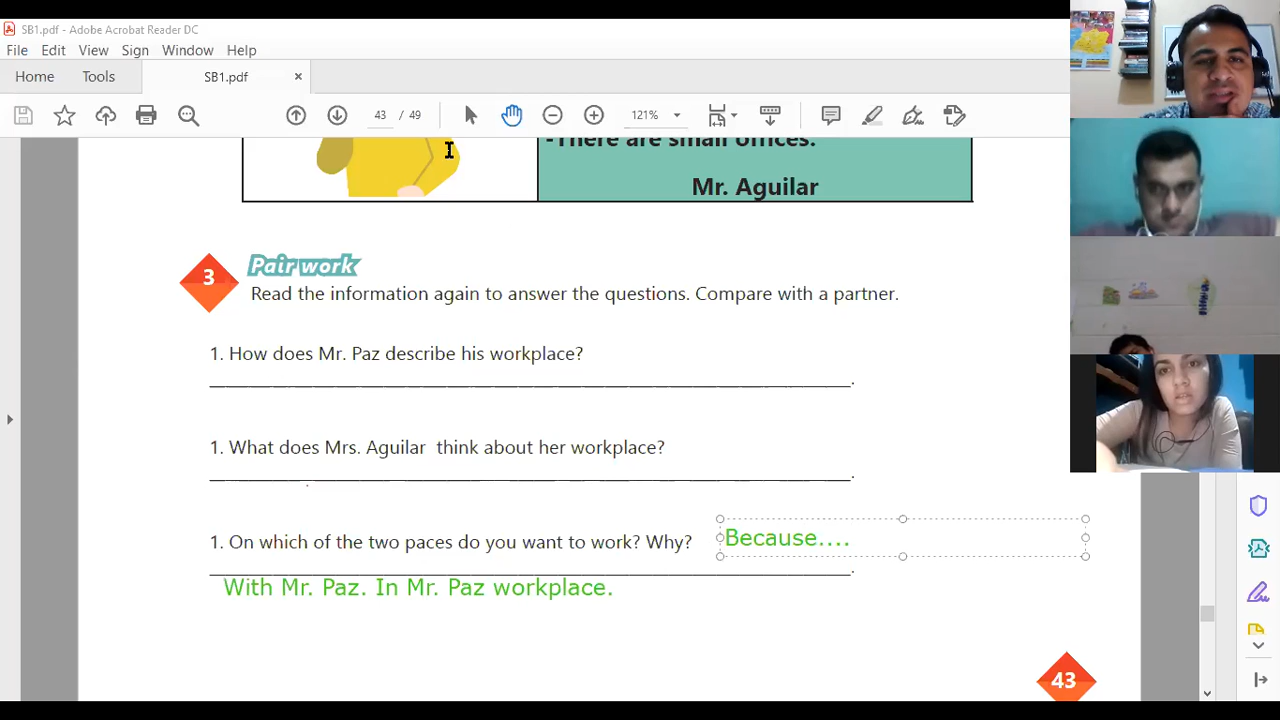 SB1.pdf - Adobe Acrobat Reader DC
File Edit View Sign Window Help
Home Tools SB1.pdf ×
43 / 49 121%
-There are small offices.
Mr. Aguilar
3 Pair work
Read the information again to answer the questions. Compare with a partner.
1. How does Mr. Paz describe his workplace?
1. What does Mrs. Aguilar think about her workplace?
1. On which of the two paces do you want to work? Why?
Because....
With Mr. Paz. In Mr. Paz workplace.
43